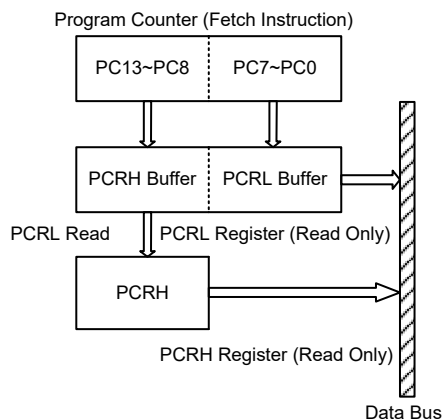 Program Counter (Fetch Instruction)
PC13~PC8 PC7~PC0
PCRH Buffer PCRL Buffer
PCRL Read PCRL Register (Read Only)
PCRH
PCRH Register (Read Only)
Data Bus